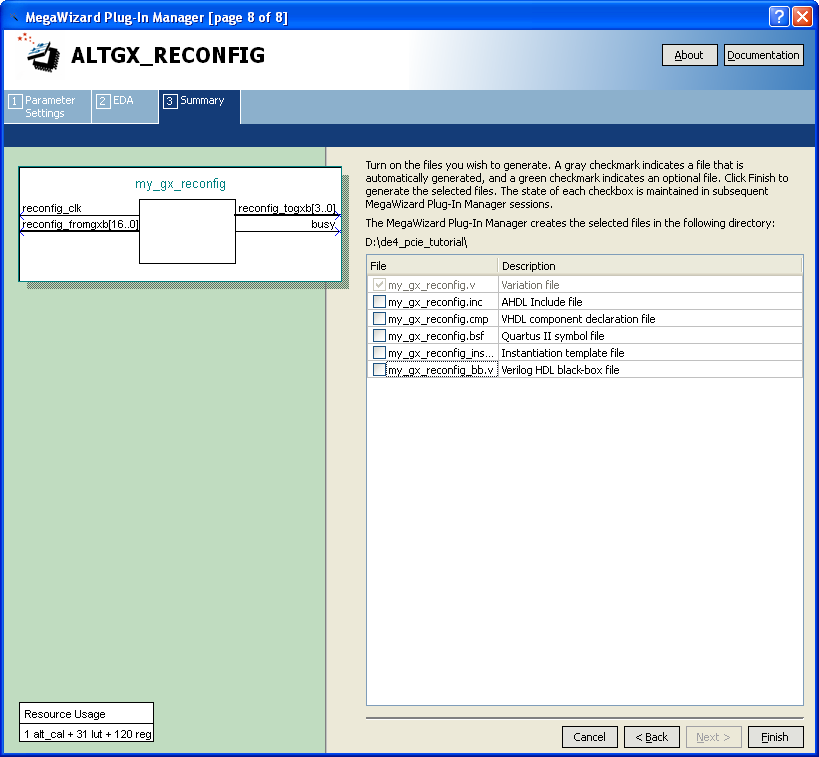 MegaWizard Plug-In Manager [page 8 of 8]
ALTGX_RECONFIG
About
Documentation
1 Parameter
Settings
2 EDA
3 Summary
my_gx_reconfig
reconfig_clk
reconfig_togxb[3..0]
reconfig_fromgxb[16..0]
busy
Resource Usage
1 alt_cal + 31 lut + 120 reg
Turn on the files you wish to generate. A gray checkmark indicates a file that is
automatically generated, and a green checkmark indicates an optional file. Click Finish to
generate the selected files. The state of each checkbox is maintained in subsequent
MegaWizard Plug-In Manager sessions.
The MegaWizard Plug-In Manager creates the selected files in the following directory:
D:\de4_pcie_tutorial\
File Description
my_gx_reconfig.v Variation file
my_gx_reconfig.inc AHDL Include file
my_gx_reconfig.cmp VHDL component declaration file
my_gx_reconfig.bsf Quartus II symbol file
my_gx_reconfig_ins... Instantiation template file
my_gx_reconfig_bb.v Verilog HDL black-box file
Cancel
< Back
Next >
Finish